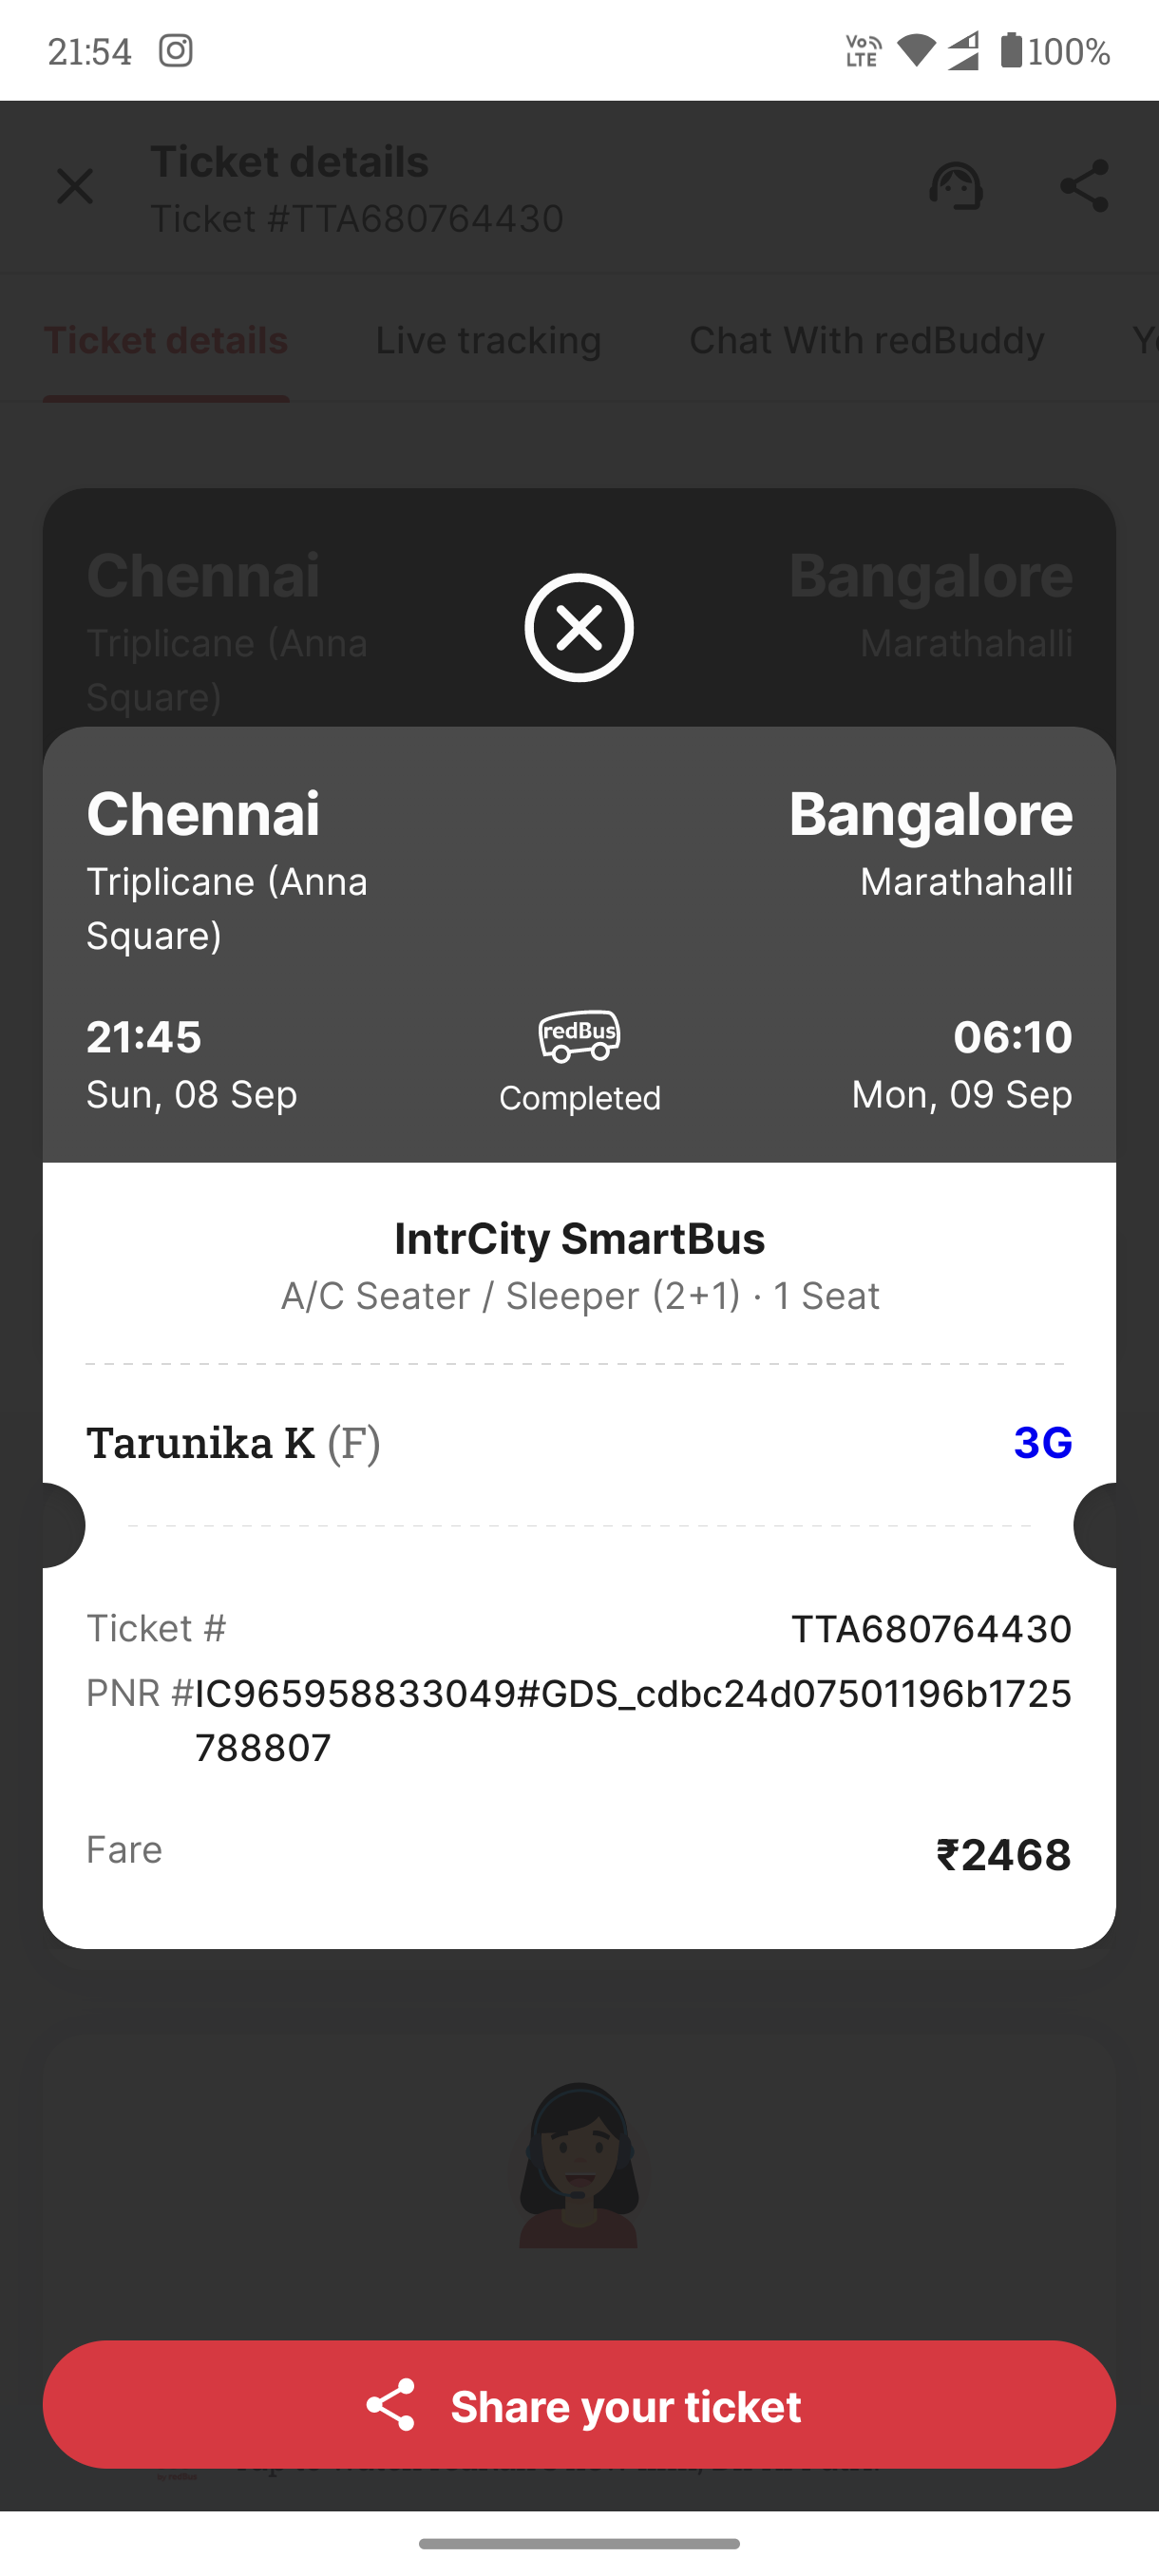 21:54
Vo LTE
100%
Ticket details
Ticket #TTA680764430
Ticket details
Live tracking
Chat With redBuddy
Chennai
Bangalore
Triplicane (Anna
Marathahalli
Square)
Chennai
Bangalore
Triplicane (Anna
Marathahalli
Square)
21:45
redBus
06:10
Sun, 08 Sep
Completed
Mon, 09 Sep
IntrCity SmartBus
A/C Seater / Sleeper (2+1) · 1 Seat
Tarunika K (F)
3G
Ticket #
TTA680764430
PNR #
IC965958833049#GDS_cdbc24d07501196b1725
788807
Fare
₹2468
Share your ticket